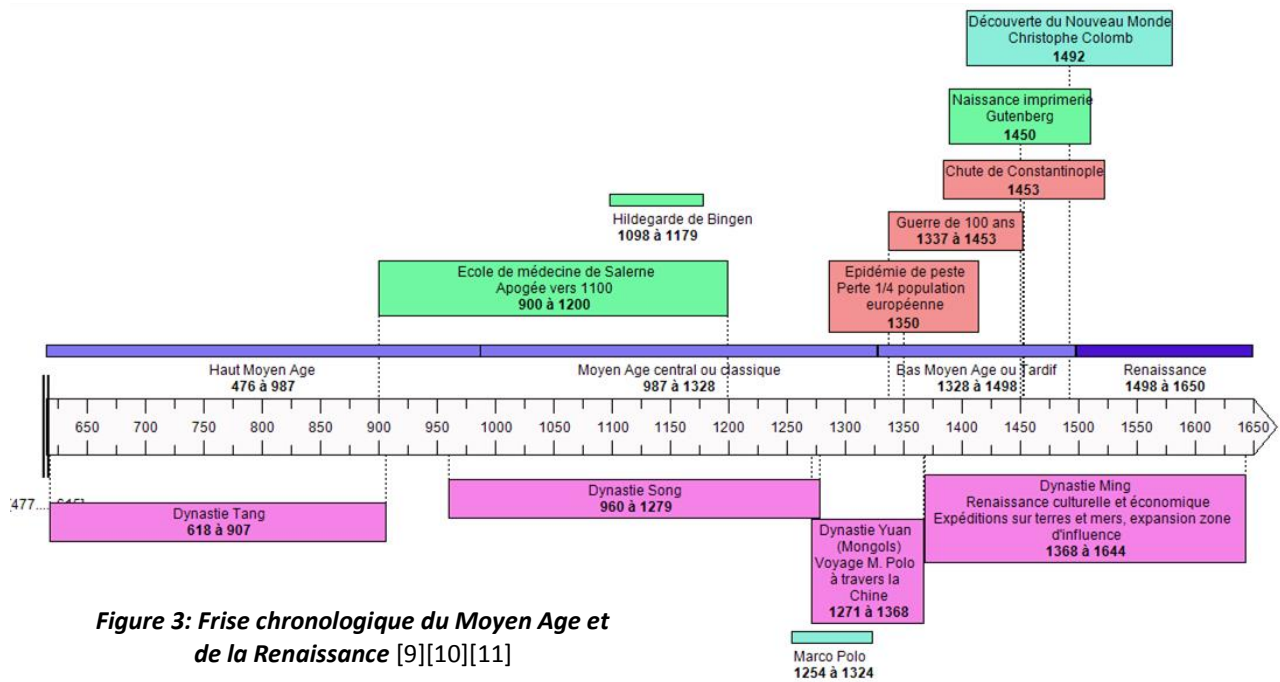 Découverte du Nouveau Monde
Christophe Colomb
1492
Naissance imprimerie
Gutenberg
1450
Chute de Constantinople
1453
Hildegarde de Bingen
1098 à 1179
Guerre de 100 ans
1337 à 1453
Ecole de médecine de Salerne
Apogée vers 1100
900 à 1200
Epidémie de peste
Perte 1/4 population
européenne
1350
Haut Moyen Age
476 à 987
Moyen Age central ou classique
987 à 1328
Bas Moyen Age ou Tardif
1328 à 1498
Renaissance
1498 à 1650
650 700 750 800 850 900 950 1000 1050 1100 1150 1200 1250 1300 1350 1400 1450 1500 1550 1600 1650
Dynastie Tang
618 à 907
Dynastie Song
960 à 1279
Dynastie Yuan
(Mongols)
Voyage M. Polo
à travers la
Chine
1271 à 1368
Dynastie Ming
Renaissance culturelle et économique
Expéditions sur terres et mers, expansion zone
d'influence
1368 à 1644
Marco Polo
1254 à 1324
Figure 3: Frise chronologique du Moyen Age et
de la Renaissance [9][10][11]